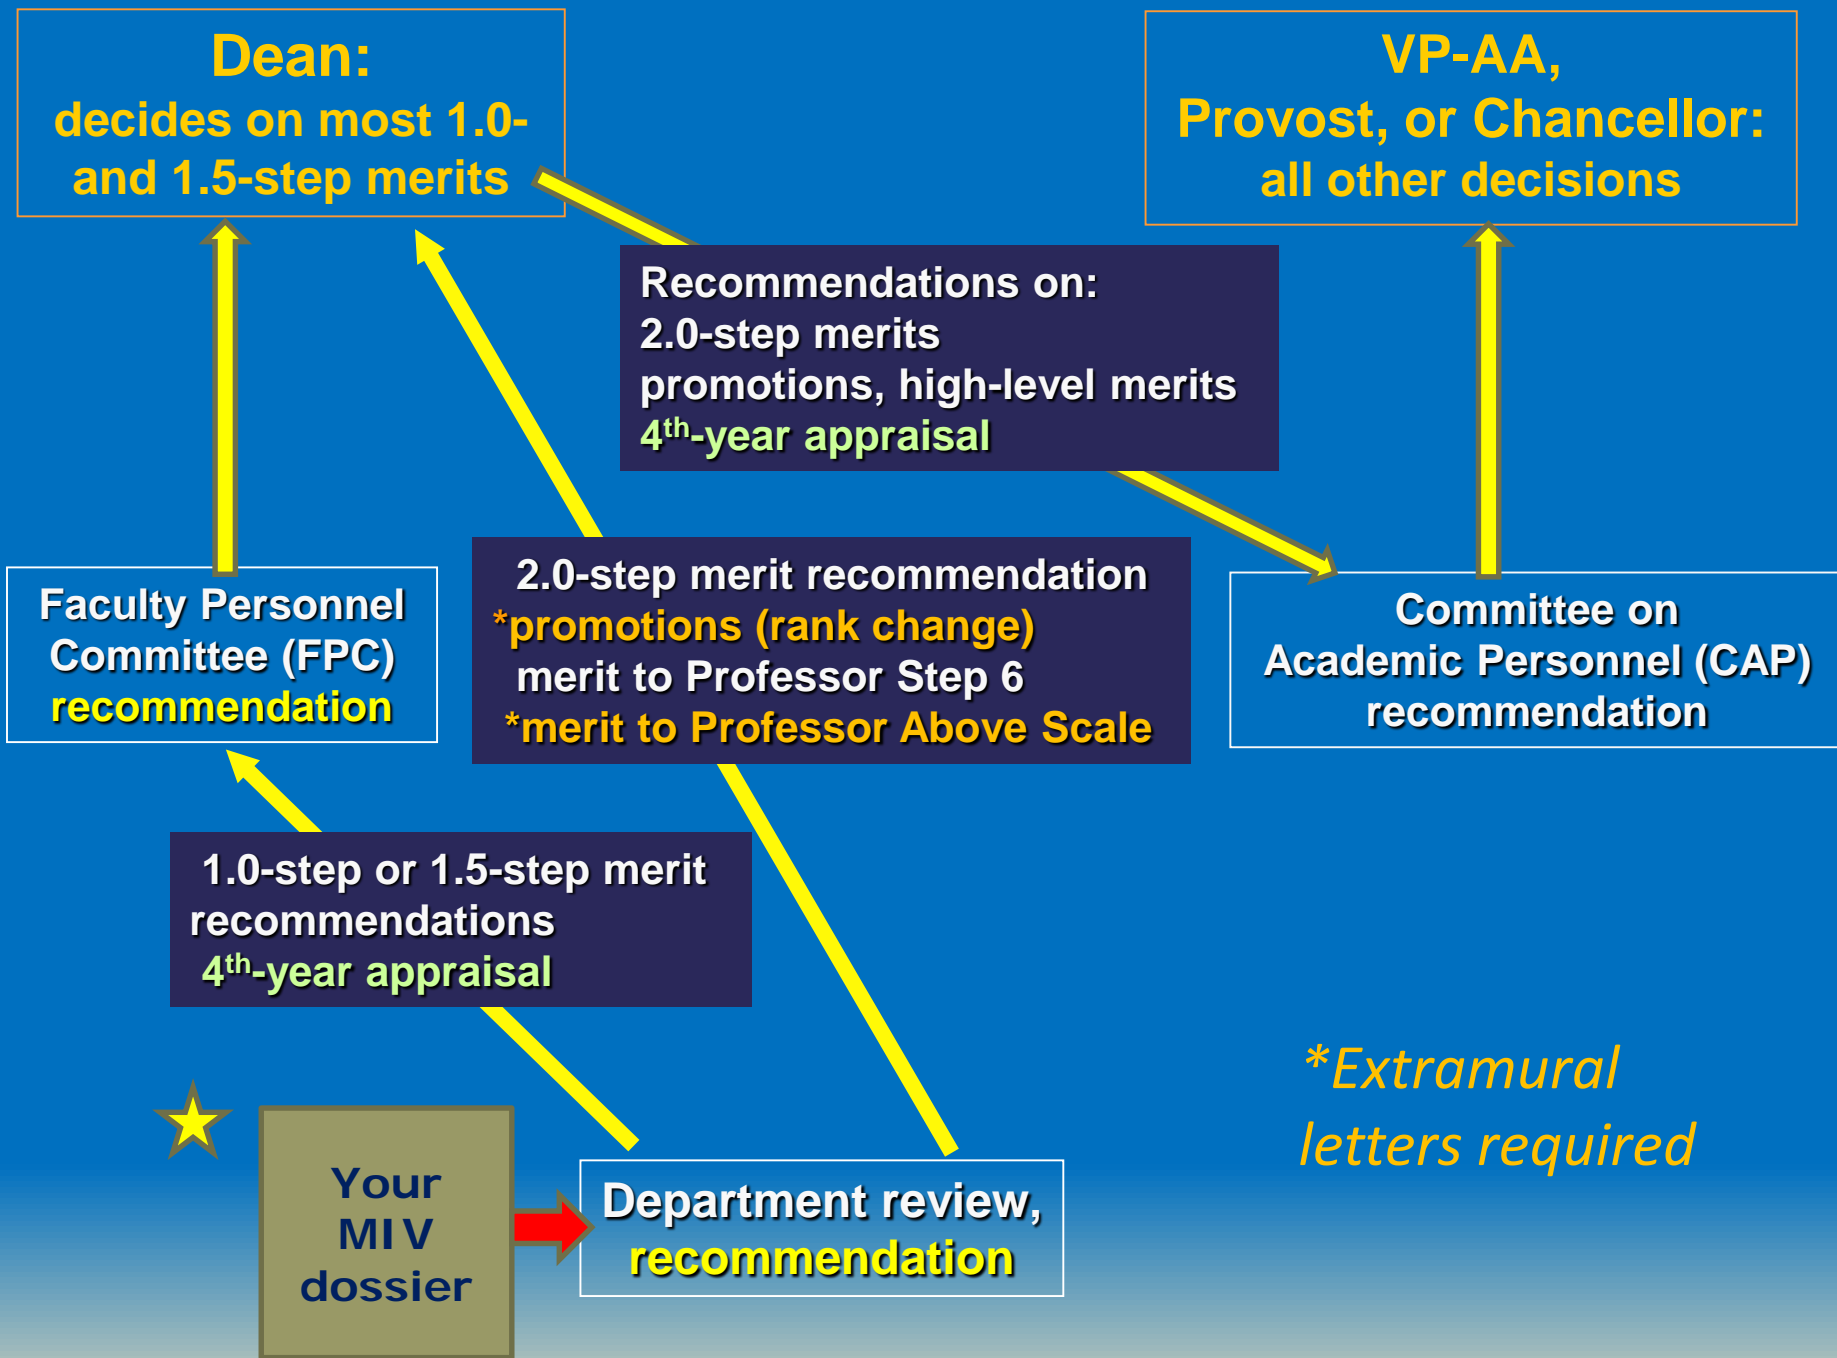 Dean:
decides on most 1.0-
and 1.5-step merits
VP-AA,
Provost, or Chancellor:
all other decisions
Recommendations on:
2.0-step merits
promotions, high-level merits
4th-year appraisal
Faculty Personnel
Committee (FPC)
recommendation
2.0-step merit recommendation
*promotions (rank change)
merit to Professor Step 6
*merit to Professor Above Scale
Committee on
Academic Personnel (CAP)
recommendation
1.0-step or 1.5-step merit
recommendations
4th-year appraisal
*Extramural
letters required
Your
MIV
dossier
Department review,
recommendation